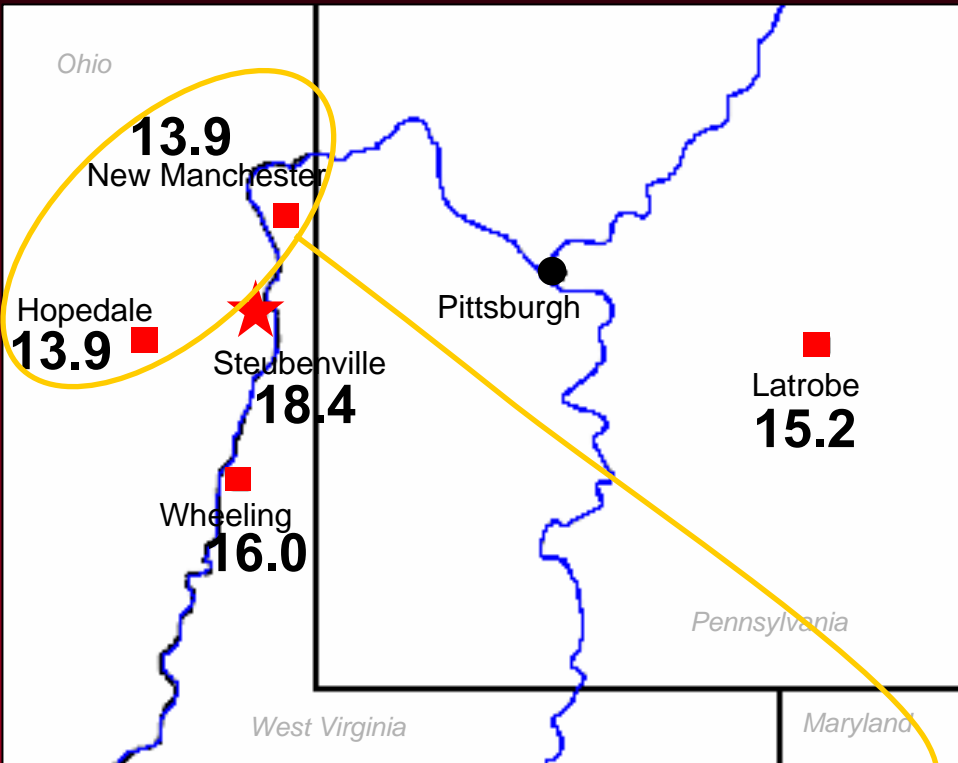 Ohio
13.9
New Manchester
Hopedale
13.9
Steubenville
18.4
Pittsburgh
Latrobe
15.2
Wheeling
16.0
Pennsylvania
West Virginia
Maryland